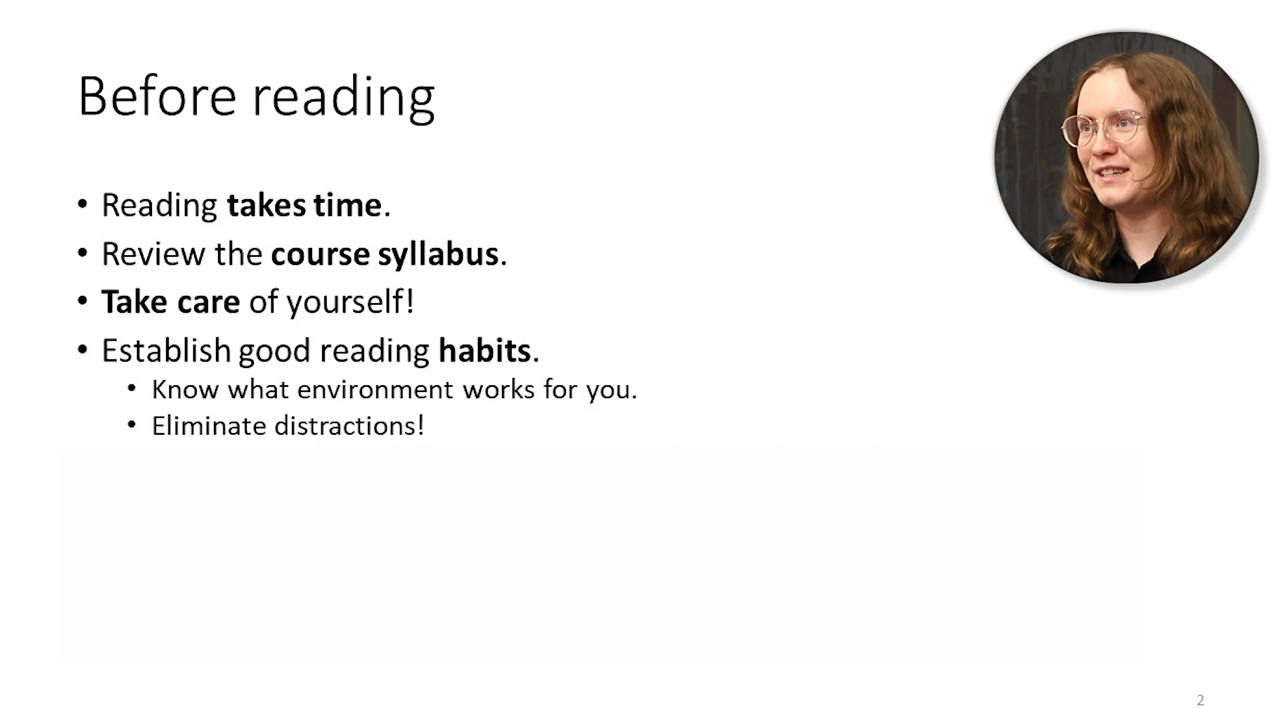 Before reading
• Reading takes time.
• Review the course syllabus.
• Take care of yourself!
• Establish good reading habits.
• Know what environment works for you.
• Eliminate distractions!
2